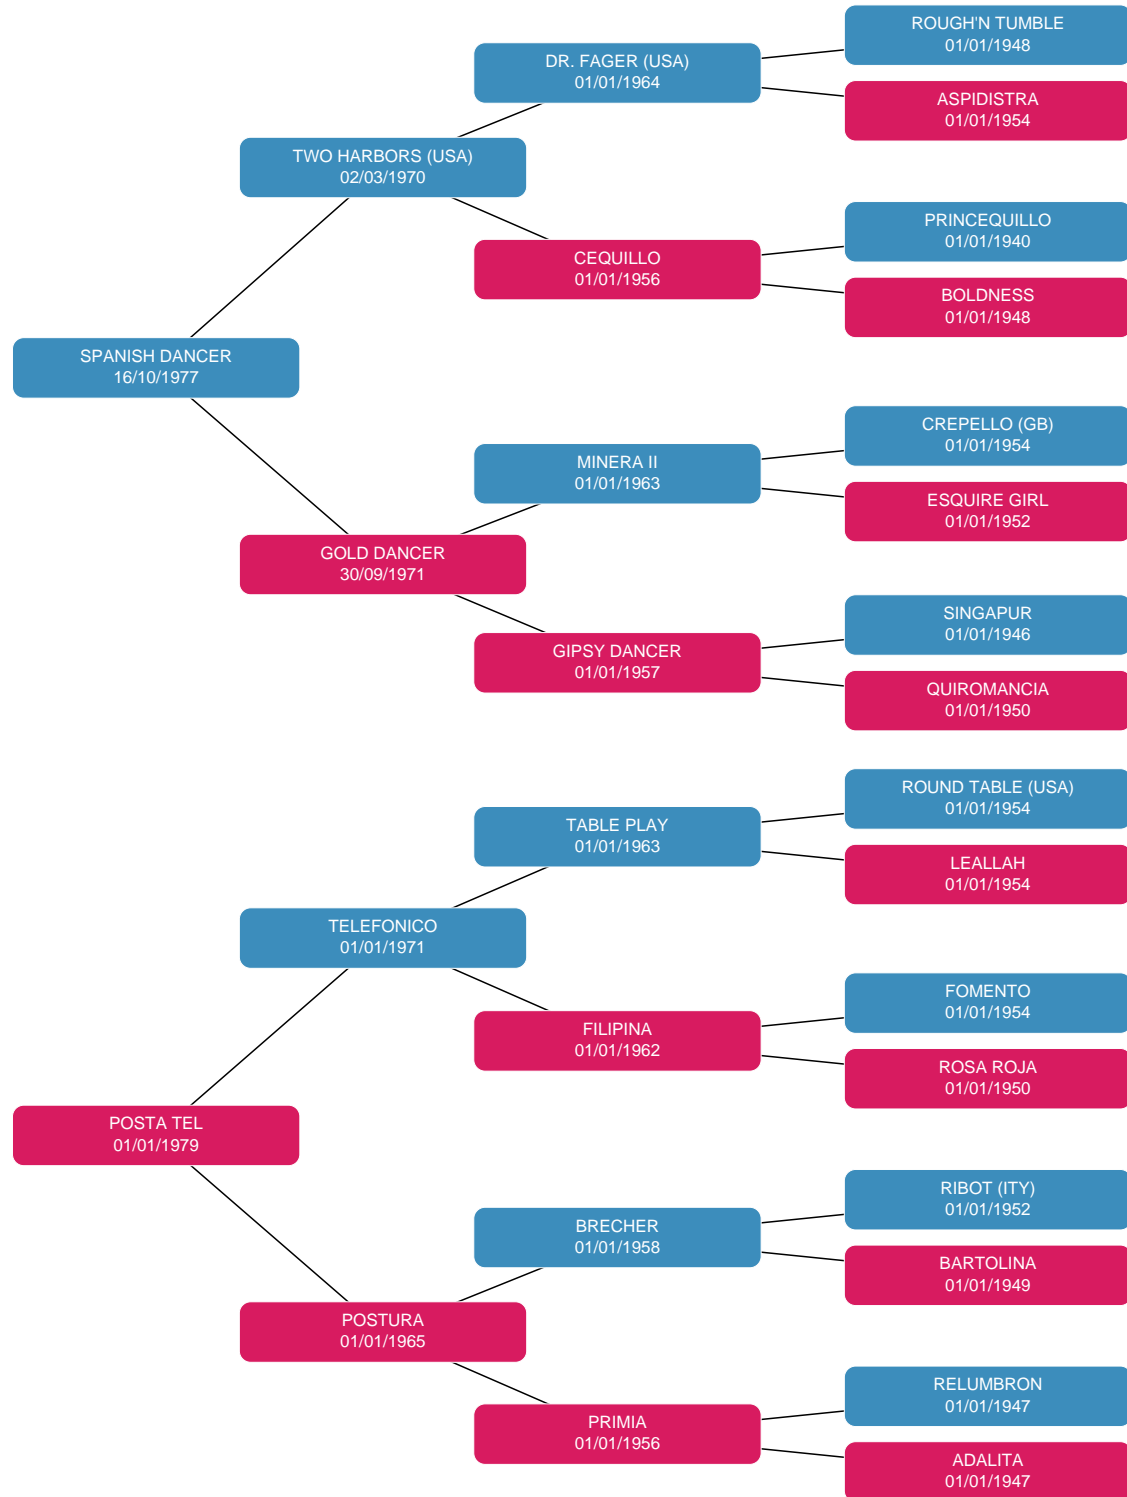 ROUGH'N TUMBLE
01/01/1948
DR. FAGER (USA)
01/01/1964
ASPIDISTRA
01/01/1954
TWO HARBORS (USA)
02/03/1970
PRINCEQUILLO
01/01/1940
CEQUILLO
01/01/1956
BOLDNESS
01/01/1948
SPANISH DANCER
16/10/1977
CREPELLO (GB)
01/01/1954
MINERA II
01/01/1963
ESQUIRE GIRL
01/01/1952
GOLD DANCER
30/09/1971
SINGAPUR
01/01/1946
GIPSY DANCER
01/01/1957
QUIROMANCIA
01/01/1950
ROUND TABLE (USA)
01/01/1954
TABLE PLAY
01/01/1963
LEALLAH
01/01/1954
TELEFONICO
01/01/1971
FOMENTO
01/01/1954
FILIPINA
01/01/1962
ROSA ROJA
01/01/1950
POSTA TEL
01/01/1979
RIBOT (ITY)
01/01/1952
BRECHER
01/01/1958
BARTOLINA
01/01/1949
POSTURA
01/01/1965
RELUMBRON
01/01/1947
PRIMIA
01/01/1956
ADALITA
01/01/1947